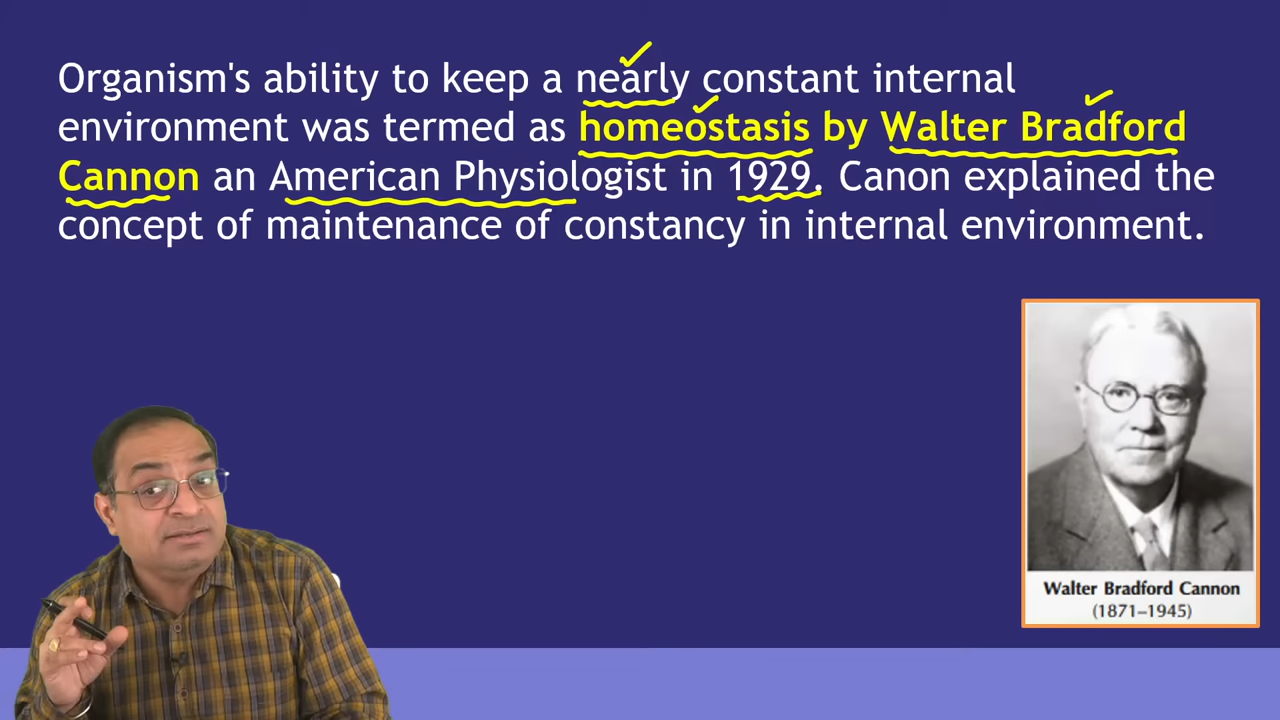 Organism's ability to keep a nearly constant internal
environment was termed as homeostasis by Walter Bradford
Cannon an American Physiologist in 1929. Canon explained the
concept of maintenance of constancy in internal environment.
Walter Bradford Cannon
(1871–1945)